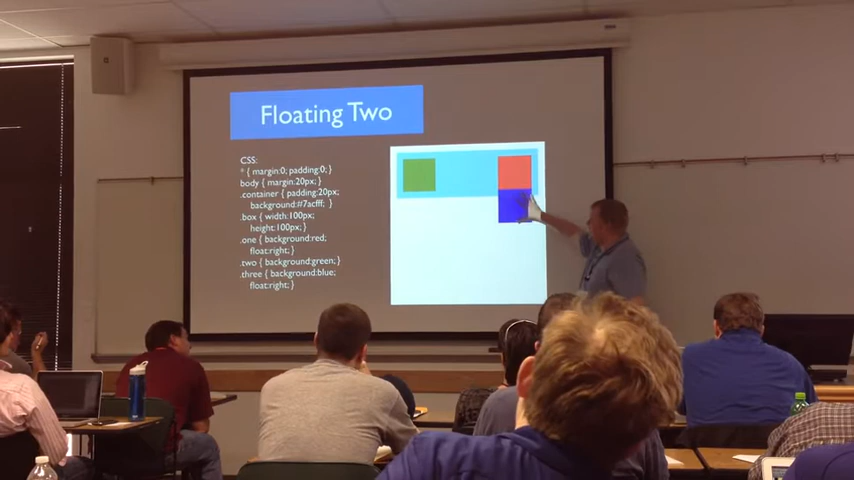 Floating Two
CSS:
* { margin:0; padding:0; }
body { margin:20px; }
.container { padding:20px;
background:#7acfff; }
.box { width:100px;
height:100px; }
.one { background:red;
float:right; }
.two { background:green; }
.three { background:blue;
float:right; }